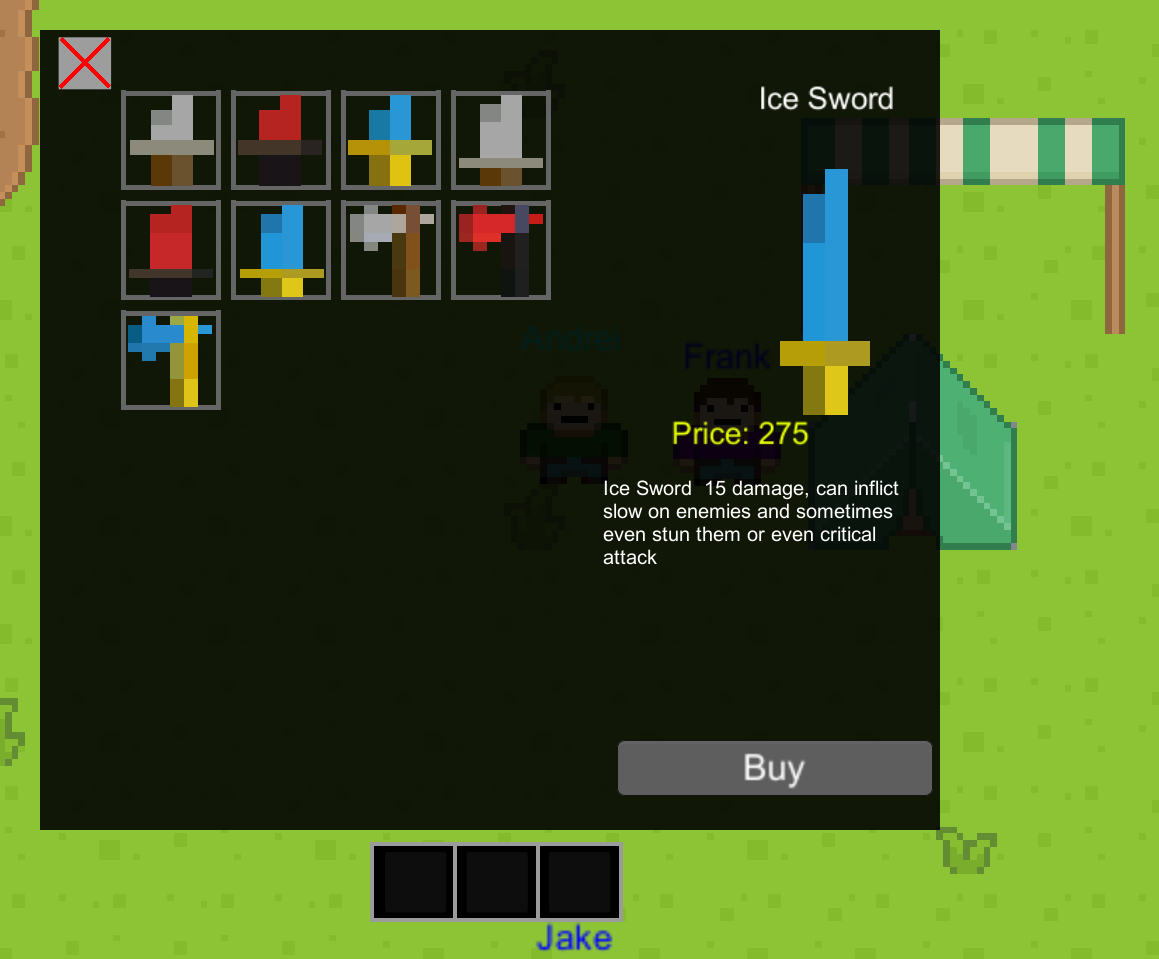 Ice Sword
Andrei
Frank
Price: 275
Ice Sword  15 damage, can inflict
slow on enemies and sometimes
even stun them or even critical
attack
Buy
Jake